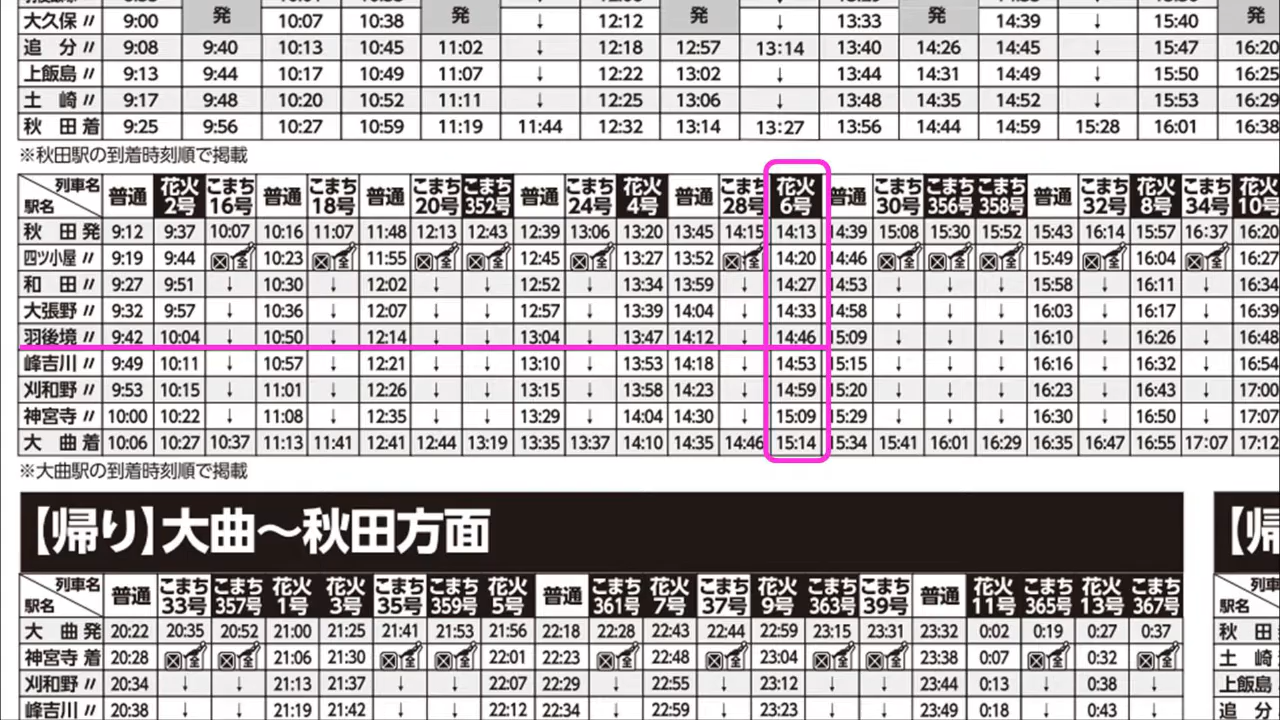 大久保〃 9:00 発 10:07 10:38 発 ↓ 12:12 発 ↓ 13:33 発 14:39 ↓ 15:40 発
追 分〃 9:08 9:40 10:13 10:45 11:02 ↓ 12:18 12:57 13:14 13:40 14:26 14:45 ↓ 15:47 16:20
上飯島〃 9:13 9:44 10:17 10:49 11:07 ↓ 12:22 13:02 ↓ 13:44 14:31 14:49 ↓ 15:50 16:25
土 崎〃 9:17 9:48 10:20 10:52 11:11 ↓ 12:25 13:06 ↓ 13:48 14:35 14:52 ↓ 15:53 16:29
秋 田着 9:25 9:56 10:27 10:59 11:19 11:44 12:32 13:14 13:27 13:56 14:44 14:59 15:28 16:01 16:38
※秋田駅の到着時刻順で掲載
列車名 駅名 普通 花火2号 こまち16号 普通 こまち18号 普通 こまち20号 こまち352号 普通 こまち24号 花火4号 普通 こまち28号 花火6号 普通 こまち30号 こまち356号 こまち358号 普通 こまち32号 花火8号 こまち34号 花火10号
秋 田発 9:12 9:37 10:07 10:16 11:07 11:48 12:13 12:43 12:39 13:06 13:20 13:45 14:15 14:13 14:39 15:08 15:30 15:52 15:43 16:14 15:57 16:37 16:20
四ツ小屋〃 9:19 9:44 全 10:23 全 11:55 全 全 12:45 全 13:27 13:52 全 14:20 14:46 全 全 全 15:49 全 16:04 全 16:27
和 田〃 9:27 9:51 ↓ 10:30 ↓ 12:02 ↓ ↓ 12:52 ↓ 13:34 13:59 ↓ 14:27 14:53 ↓ ↓ ↓ 15:58 ↓ 16:11 ↓ 16:34
大張野〃 9:32 9:57 ↓ 10:36 ↓ 12:07 ↓ ↓ 12:57 ↓ 13:39 14:04 ↓ 14:33 14:58 ↓ ↓ ↓ 16:03 ↓ 16:17 ↓ 16:39
羽後境〃 9:42 10:04 ↓ 10:50 ↓ 12:14 ↓ ↓ 13:04 ↓ 13:47 14:12 ↓ 14:46 15:09 ↓ ↓ ↓ 16:10 ↓ 16:26 ↓ 16:48
峰吉川〃 9:49 10:11 ↓ 10:57 ↓ 12:21 ↓ ↓ 13:10 ↓ 13:53 14:18 ↓ 14:53 15:15 ↓ ↓ ↓ 16:16 ↓ 16:32 ↓ 16:54
刈和野〃 9:53 10:15 ↓ 11:01 ↓ 12:26 ↓ ↓ 13:15 ↓ 13:58 14:23 ↓ 14:59 15:20 ↓ ↓ ↓ 16:23 ↓ 16:43 ↓ 17:00
神宮寺〃 10:00 10:22 ↓ 11:08 ↓ 12:35 ↓ ↓ 13:29 ↓ 14:04 14:30 ↓ 15:09 15:29 ↓ ↓ ↓ 16:30 ↓ 16:50 ↓ 17:07
大 曲着 10:06 10:27 10:37 11:13 11:41 12:41 12:44 13:19 13:35 13:37 14:10 14:35 14:46 15:14 15:34 15:41 16:01 16:29 16:35 16:47 16:55 17:07 17:12
※大曲駅の到着時刻順で掲載
【帰り】大曲〜秋田方面 【帰
列車名 駅名 普通 こまち33号 こまち357号 花火1号 花火3号 こまち35号 こまち359号 花火5号 普通 こまち361号 花火7号 こまち37号 花火9号 こまち363号 こまち39号 普通 花火11号 こまち365号 花火13号 こまち367号 列車 駅名
大 曲発 20:22 20:35 20:52 21:00 21:25 21:41 21:53 21:56 22:18 22:28 22:43 22:44 22:59 23:15 23:31 23:32 0:02 0:19 0:27 0:37 秋 田
神宮寺 着 20:28 全 全 21:06 21:30 全 全 22:01 22:23 全 22:48 全 23:04 全 全 23:38 0:07 全 0:32 全 土 崎
刈和野〃 20:34 ↓ ↓ 21:13 21:37 ↓ ↓ 22:07 22:29 ↓ 22:55 ↓ 23:12 ↓ ↓ 23:44 0:13 ↓ 0:38 ↓ 上飯島
峰吉川〃 20:38 ↓ ↓ 21:19 21:42 ↓ ↓ 22:12 22:34 ↓ 22:59 ↓ 23:23 ↓ ↓ 23:49 0:18 ↓ 0:43 ↓ 追 分